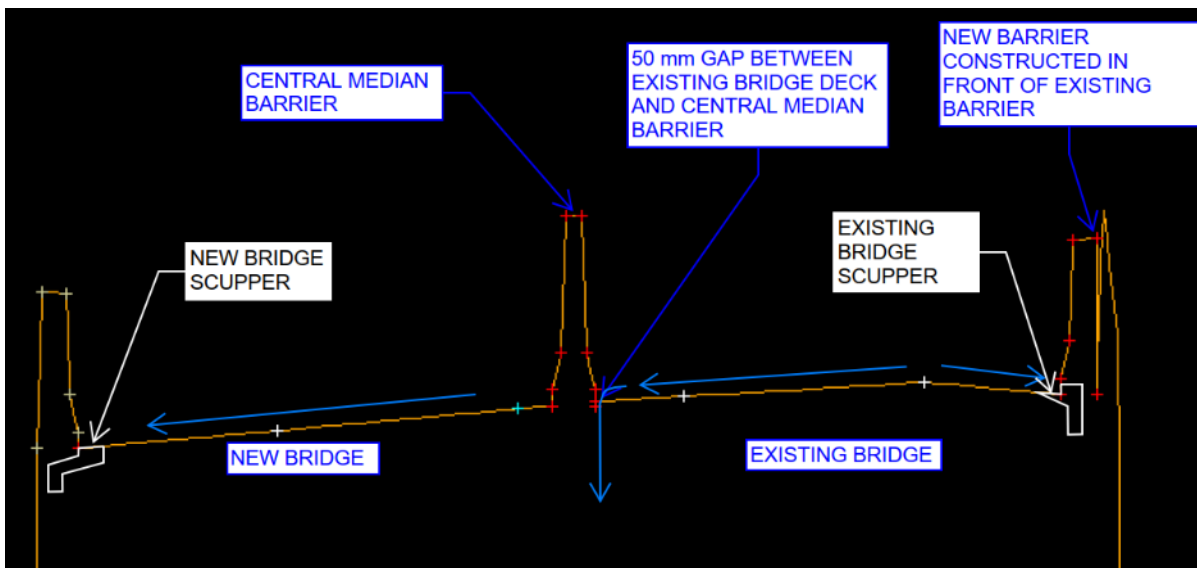 CENTRAL MEDIAN
BARRIER
50 mm GAP BETWEEN
EXISTING BRIDGE DECK
AND CENTRAL MEDIAN
BARRIER
NEW BARRIER
CONSTRUCTED IN
FRONT OF EXISTING
BARRIER
NEW BRIDGE
SCUPPER
EXISTING
BRIDGE
SCUPPER
NEW BRIDGE
EXISTING BRIDGE